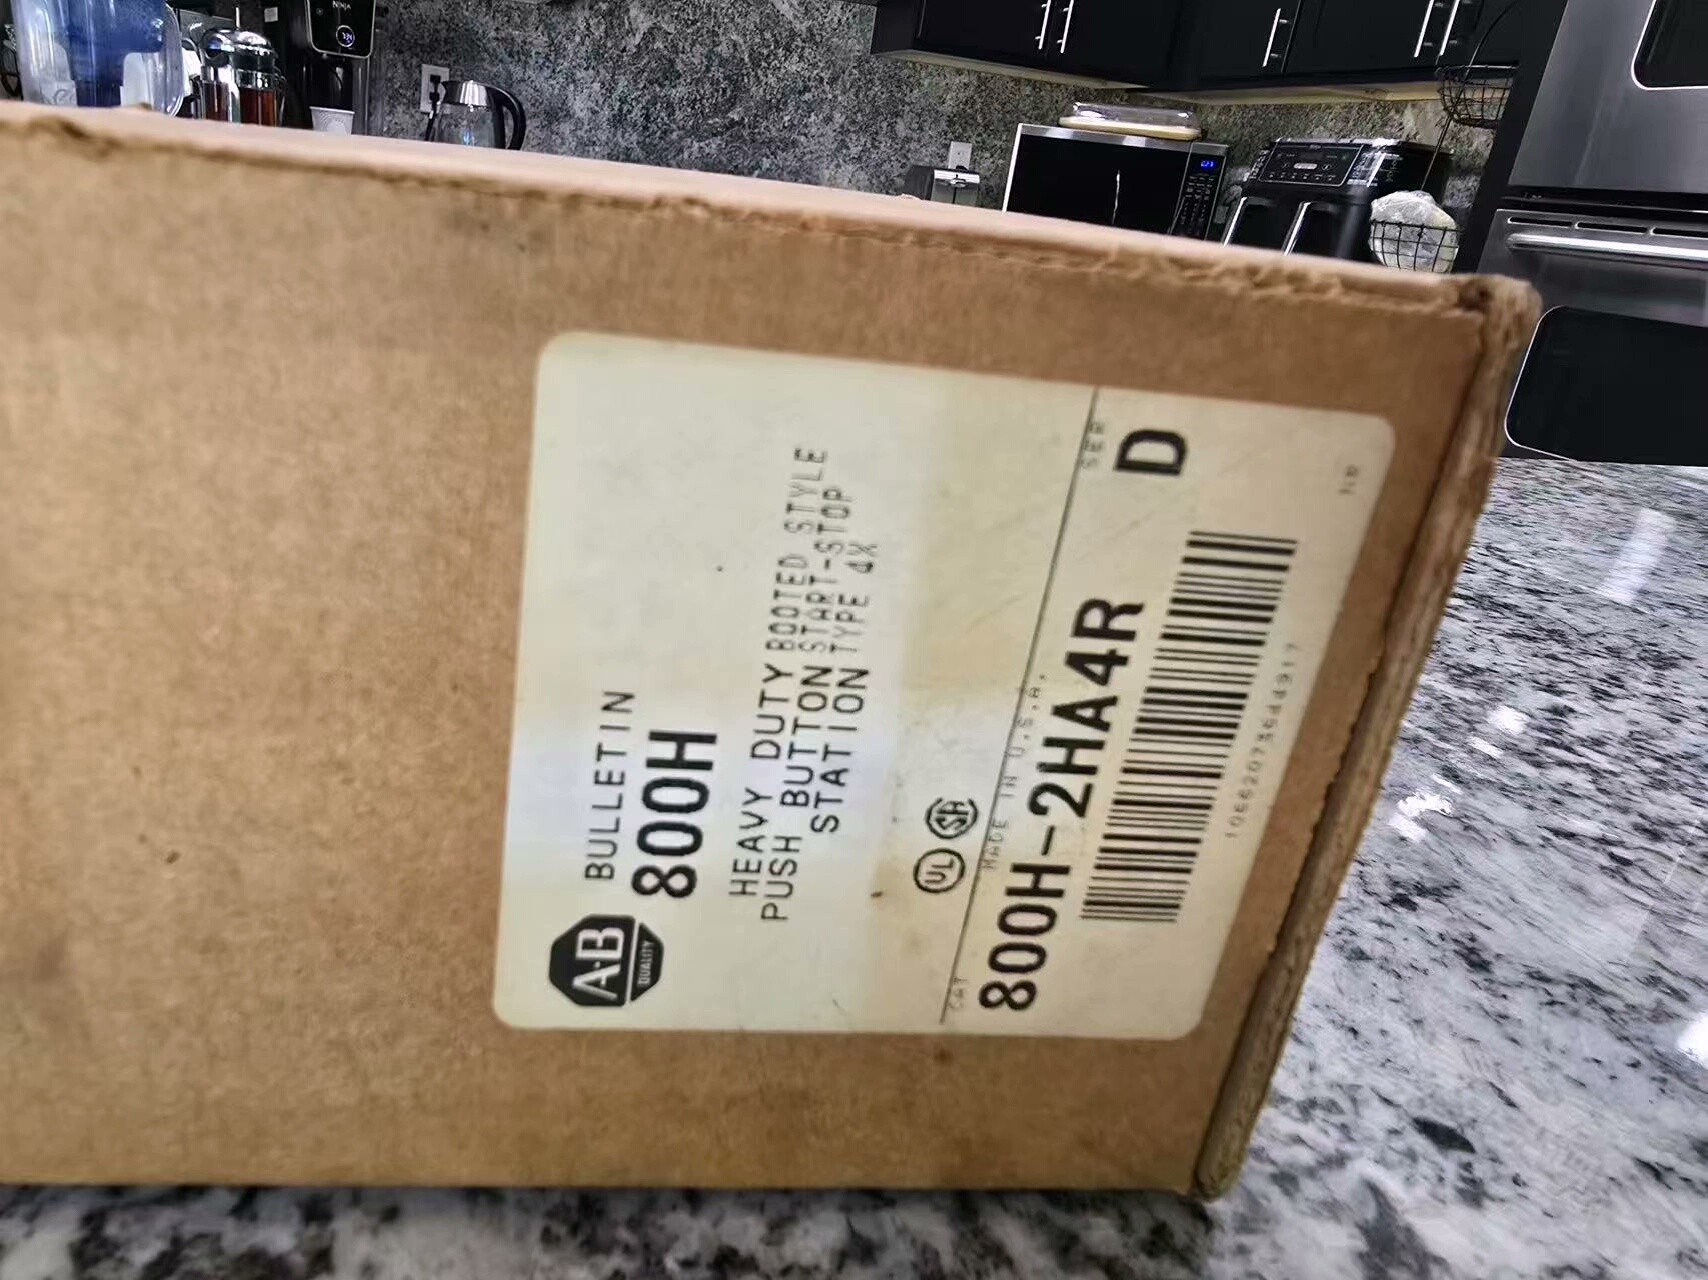 NINJA
A-B
QUALITY
BULLETIN
800H
HEAVY DUTY
PUSH BUTTON
STATION
BOOTED STYLE
START-STOP
TYPE 4X
UL
SA
MADE IN U.S.A.
CAT
800H-2HA4R
SER
D